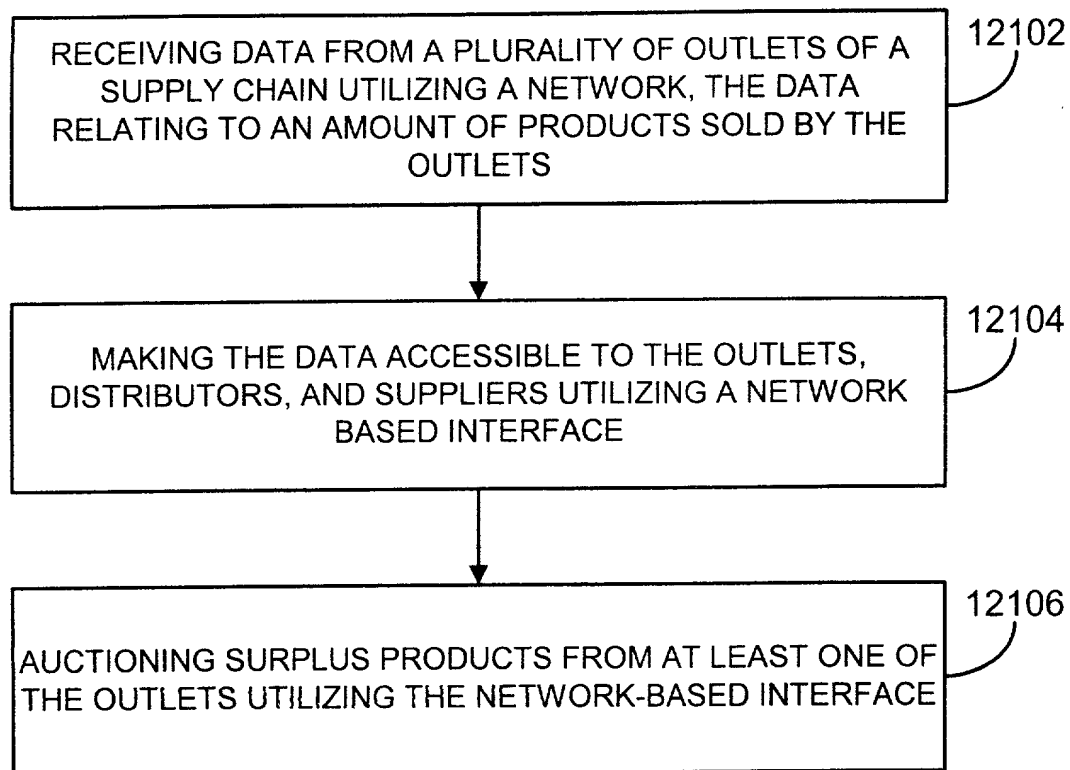 RECEIVING DATA FROM A PLURALITY OF OUTLETS OF A
SUPPLY CHAIN UTILIZING A NETWORK, THE DATA
RELATING TO AN AMOUNT OF PRODUCTS SOLD BY THE
OUTLETS
12102
MAKING THE DATA ACCESSIBLE TO THE OUTLETS,
DISTRIBUTORS, AND SUPPLIERS UTILIZING A NETWORK
BASED INTERFACE
12104
AUCTIONING SURPLUS PRODUCTS FROM AT LEAST ONE OF
THE OUTLETS UTILIZING THE NETWORK-BASED INTERFACE
12106